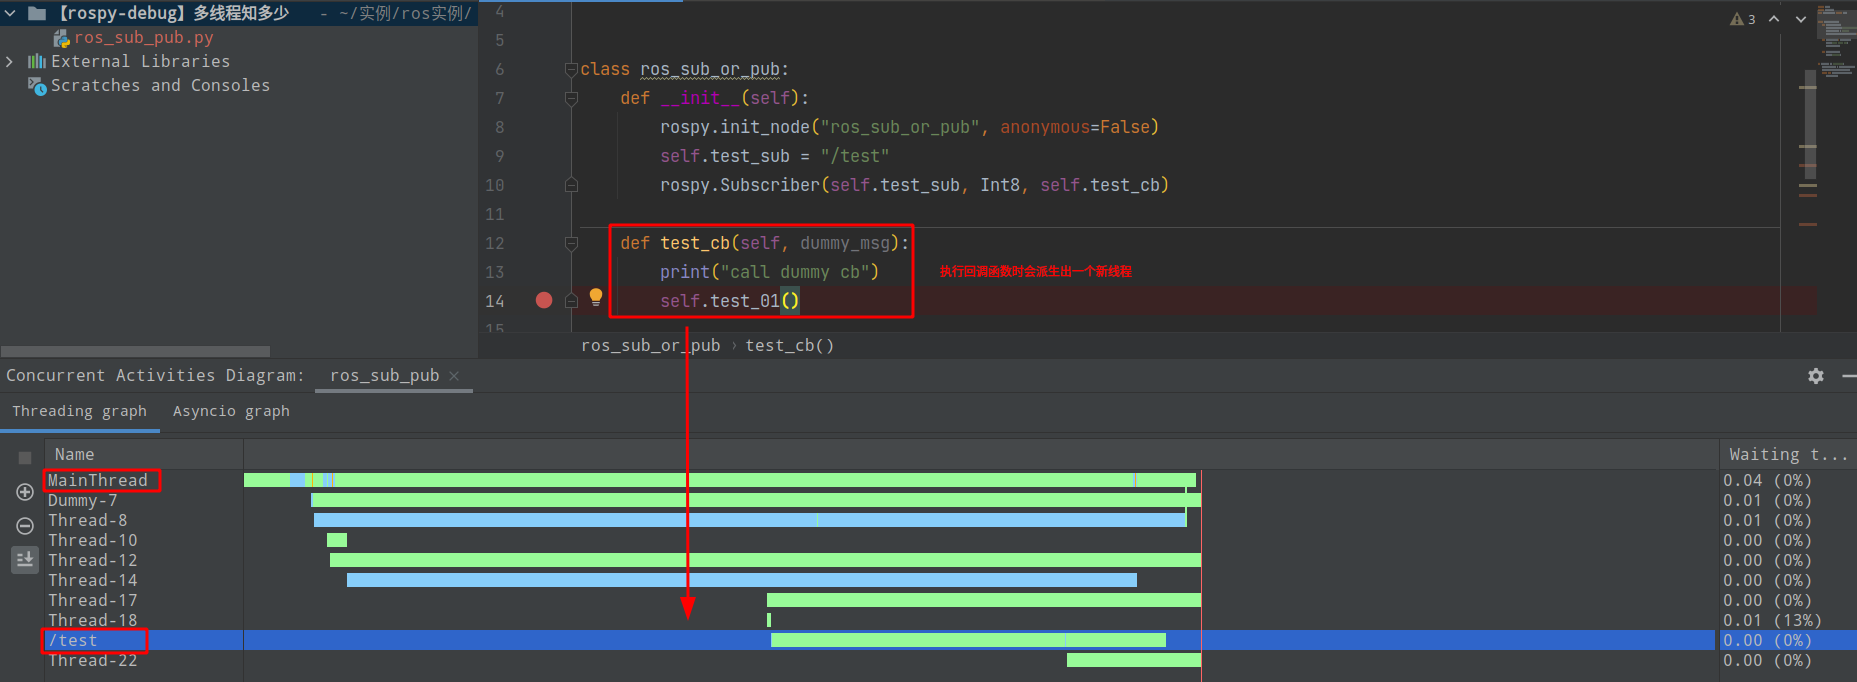 【rospy-debug】多线程知多少 - ~/实例/ros实例/
ros_sub_pub.py
External Libraries
Scratches and Consoles
4
5
6 class ros_sub_or_pub:
7 def __init__(self):
8 rospy.init_node("ros_sub_or_pub", anonymous=False)
9 self.test_sub = "/test"
10 rospy.Subscriber(self.test_sub, Int8, self.test_cb)
11
12 def test_cb(self, dummy_msg):
13 print("call dummy cb")
执行回调函数时会派生出一个新线程
14 self.test_01()
15
3
ros_sub_or_pub › test_cb()
Concurrent Activities Diagram: ros_sub_pub
Threading graph Asyncio graph
Name Waiting t...
MainThread 0.04 (0%)
Dummy-7 0.01 (0%)
Thread-8 0.01 (0%)
Thread-10 0.00 (0%)
Thread-12 0.00 (0%)
Thread-14 0.00 (0%)
Thread-17 0.00 (0%)
Thread-18 0.01 (13%)
/test 0.00 (0%)
Thread-22 0.00 (0%)